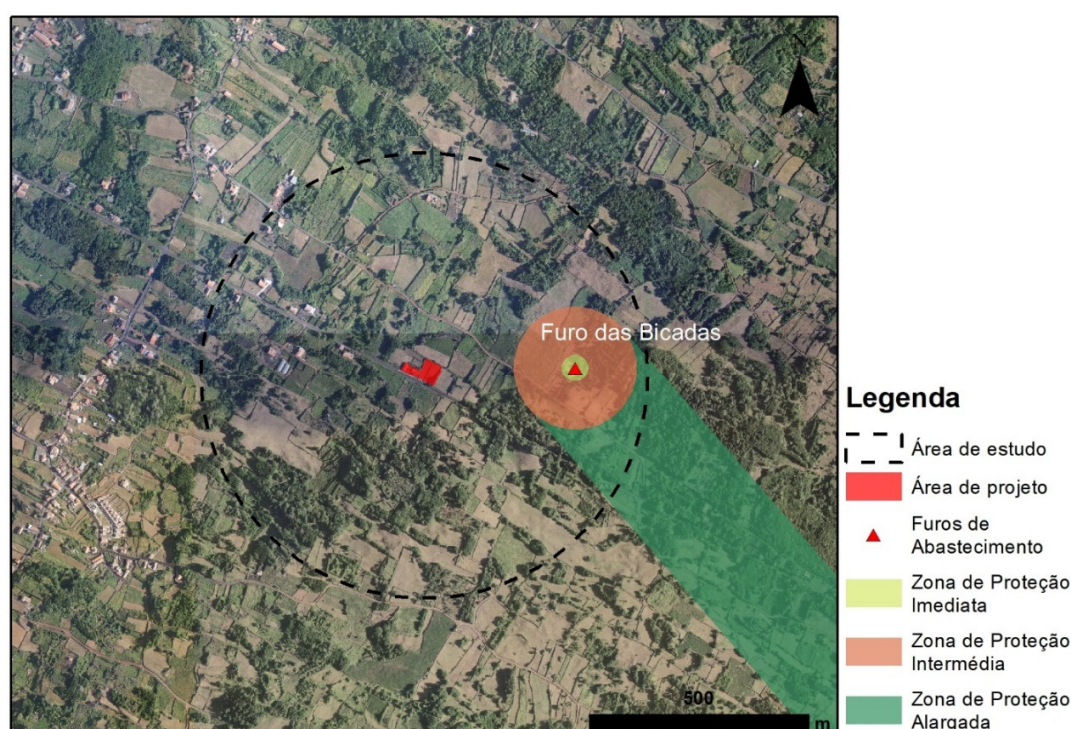 N
Furo das Bicadas
500
m
Legenda
Área de estudo
Área de projeto
Furos de
Abastecimento
Zona de Proteção
Imediata
Zona de Proteção
Intermédia
Zona de Proteção
Alargada